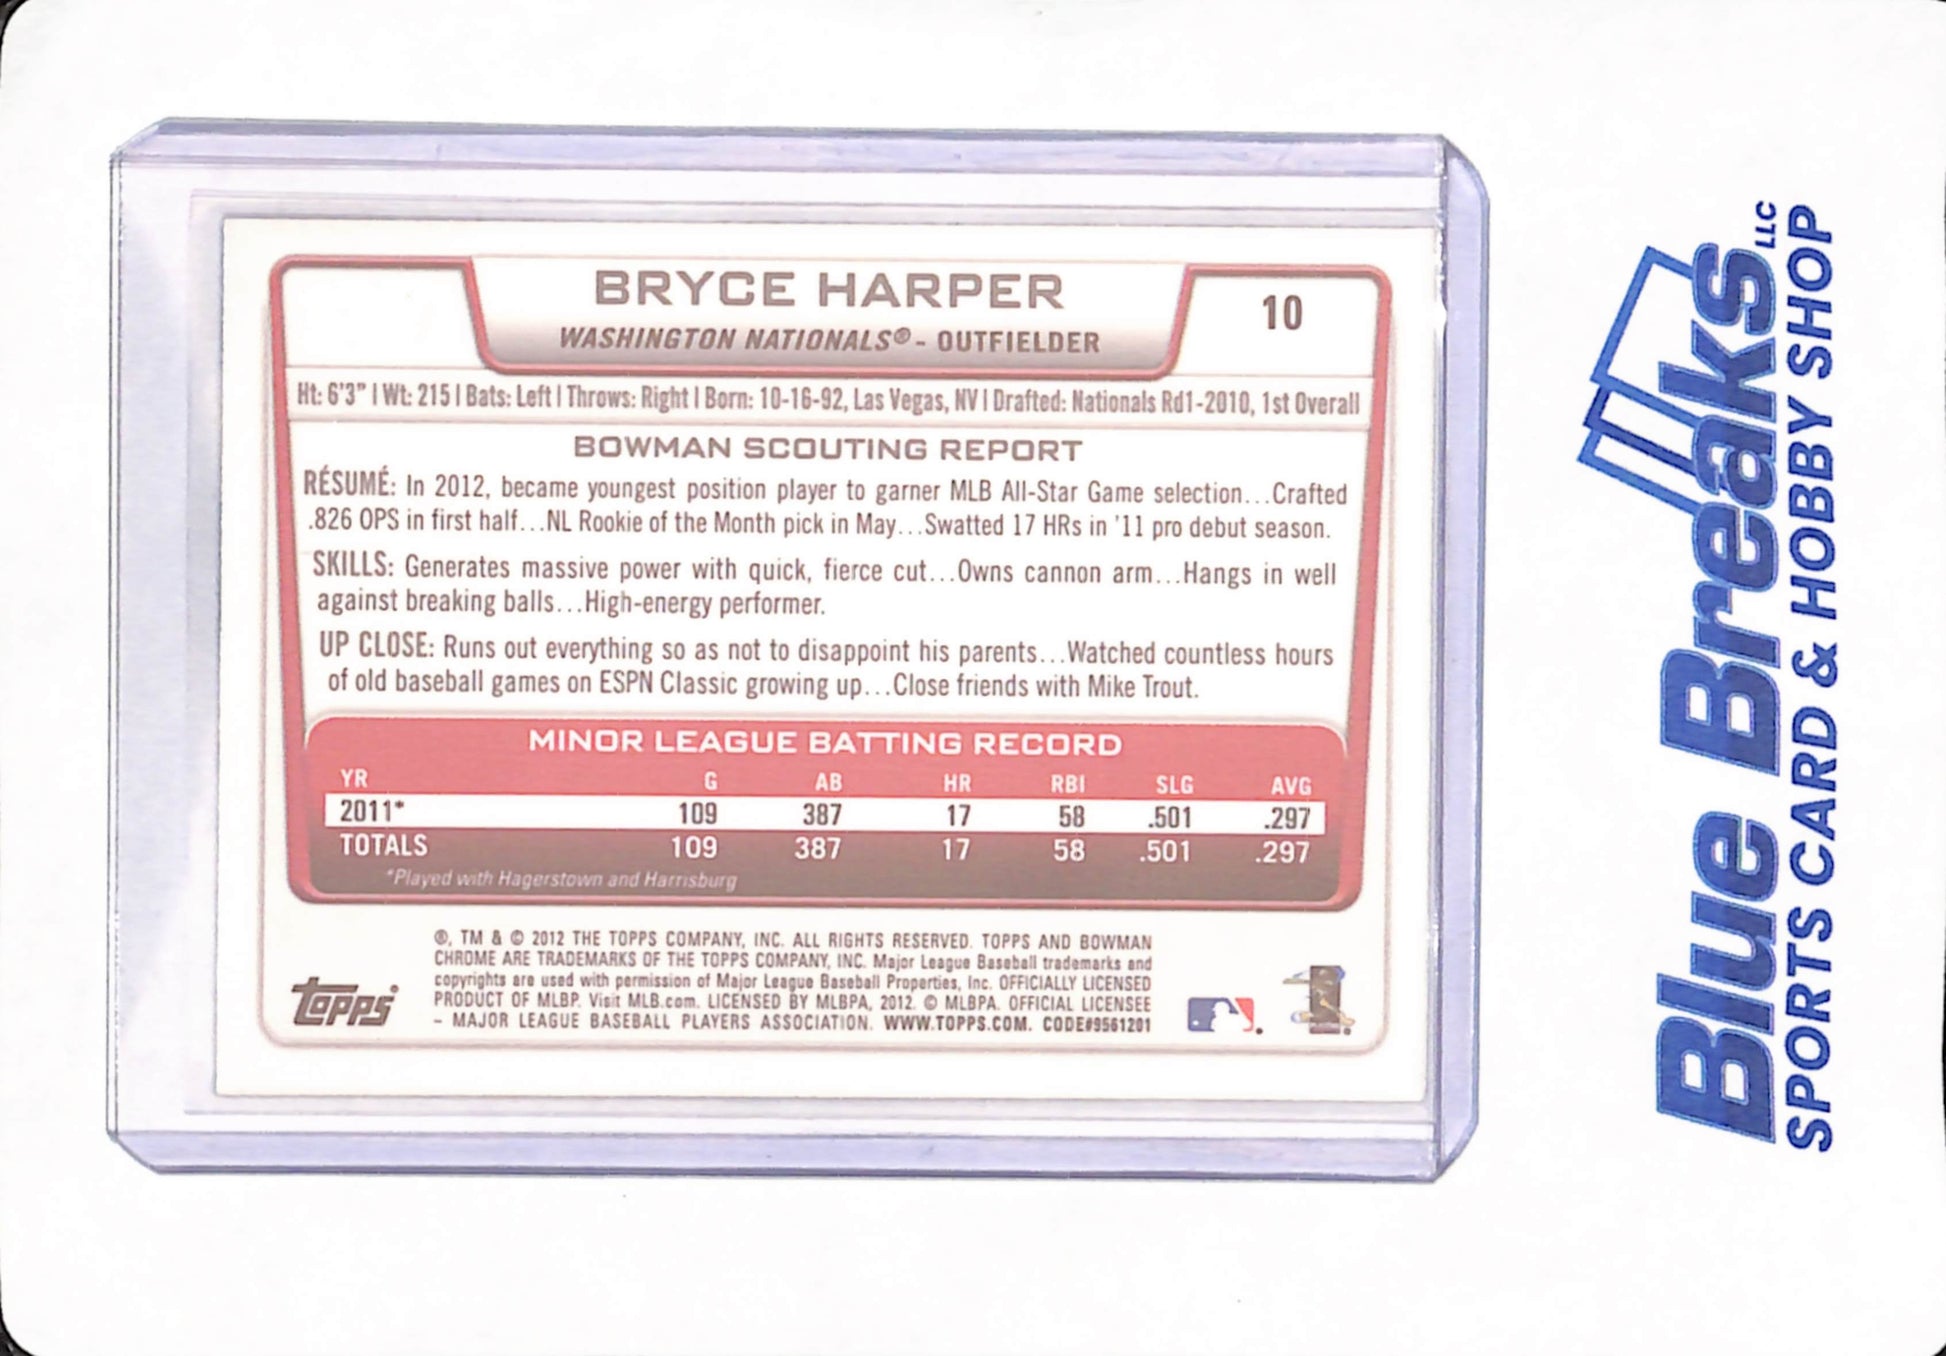 BRYCE HARPER
10
WASHINGTON NATIONALS® - OUTFIELDER
Ht: 6'3" | Wt: 215 | Bats: Left | Throws: Right | Born: 10-16-92, Las Vegas, NV | Drafted: Nationals Rd1-2010, 1st Overall
BOWMAN SCOUTING REPORT
RÉSUMÉ: In 2012, became youngest position player to garner MLB All-Star Game selection...Crafted
.826 OPS in first half...NL Rookie of the Month pick in May...Swatted 17 HRs in '11 pro debut season.
SKILLS: Generates massive power with quick, fierce cut...Owns cannon arm...Hangs in well
against breaking balls...High-energy performer.
UP CLOSE: Runs out everything so as not to disappoint his parents...Watched countless hours
of old baseball games on ESPN Classic growing up...Close friends with Mike Trout.
MINOR LEAGUE BATTING RECORD
YR G AB HR RBI SLG AVG
2011* 109 387 17 58 .501 .297
TOTALS 109 387 17 58 .501 .297
*Played with Hagerstown and Harrisburg
®, TM & © 2012 THE TOPPS COMPANY, INC. ALL RIGHTS RESERVED. TOPPS AND BOWMAN
CHROME ARE TRADEMARKS OF THE TOPPS COMPANY, INC. Major League Baseball trademarks and
copyrights are used with permission of Major League Baseball Properties, Inc. OFFICIALLY LICENSED
PRODUCT OF MLBP. Visit MLB.com. LICENSED BY MLBPA, 2012. © MLBPA. OFFICIAL LICENSEE
- MAJOR LEAGUE BASEBALL PLAYERS ASSOCIATION. WWW.TOPPS.COM. CODE#9561201
Topps®
Blue Breaks LLC
SPORTS CARD & HOBBY SHOP